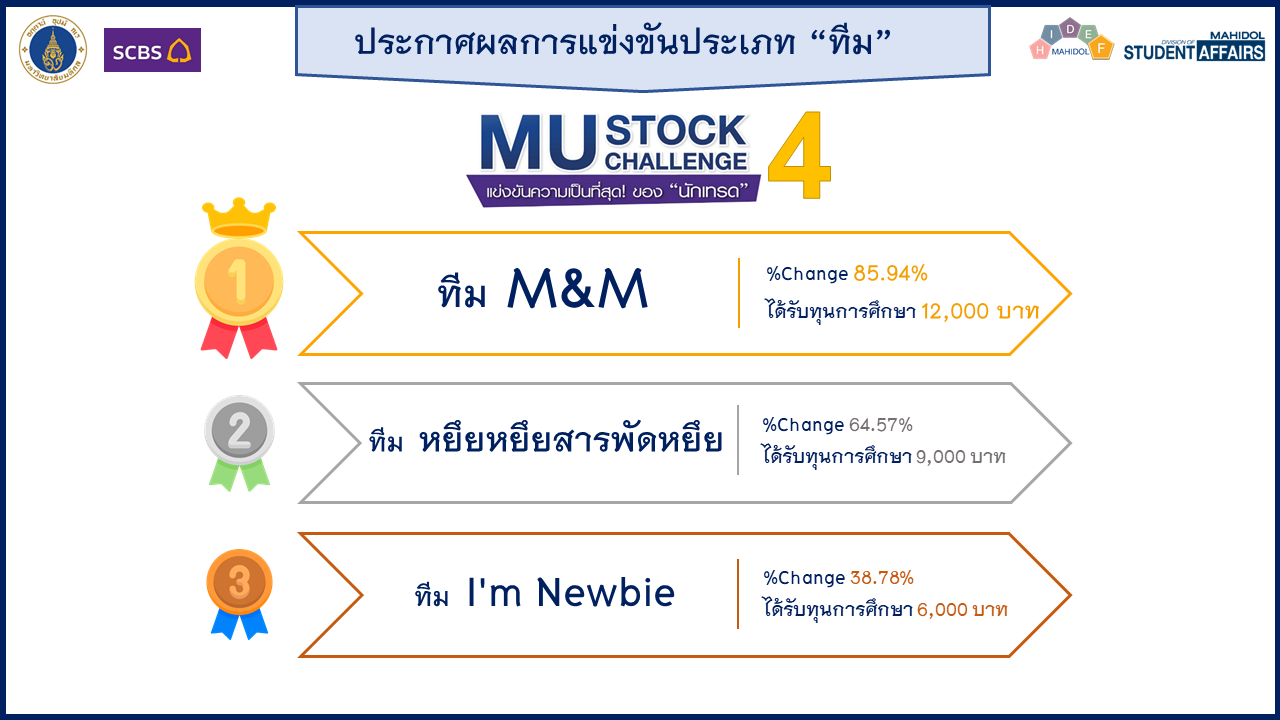 ประกาศผลการแข่งขันประเภท “ทีม”
SCBS
H I D E F
MAHIDOL
DIVISION OF MAHIDOL
STUDENT AFFAIRS
MU STOCK CHALLENGE 4
แข่งขันความเป็นที่สุด! ของ “นักเทรด”
1
ทีม M&M
%Change 85.94%
ได้รับทุนการศึกษา 12,000 บาท
2
ทีม หยึยหยึยสารพัดหยึย
%Change 64.57%
ได้รับทุนการศึกษา 9,000 บาท
3
ทีม I'm Newbie
%Change 38.78%
ได้รับทุนการศึกษา 6,000 บาท